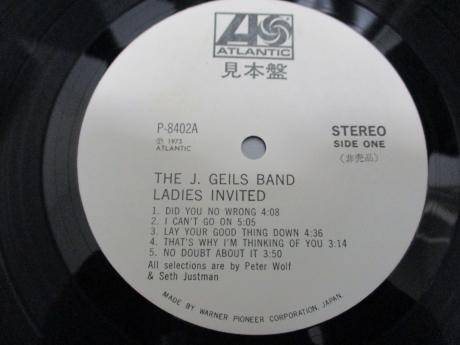 ATLANTIC
見本盤
P-8402A
℗ 1973
ATLANTIC
STEREO
SIDE ONE
(非売品)
THE J. GEILS BAND
LADIES INVITED
1. DID YOU NO WRONG 4:08
2. I CAN'T GO ON 5:05
3. LAY YOUR GOOD THING DOWN 4:36
4. THAT'S WHY I'M THINKING OF YOU 3:14
5. NO DOUBT ABOUT IT 3:50
All selections are by Peter Wolf
& Seth Justman
MADE BY WARNER PIONEER CORPORATION, JAPAN.